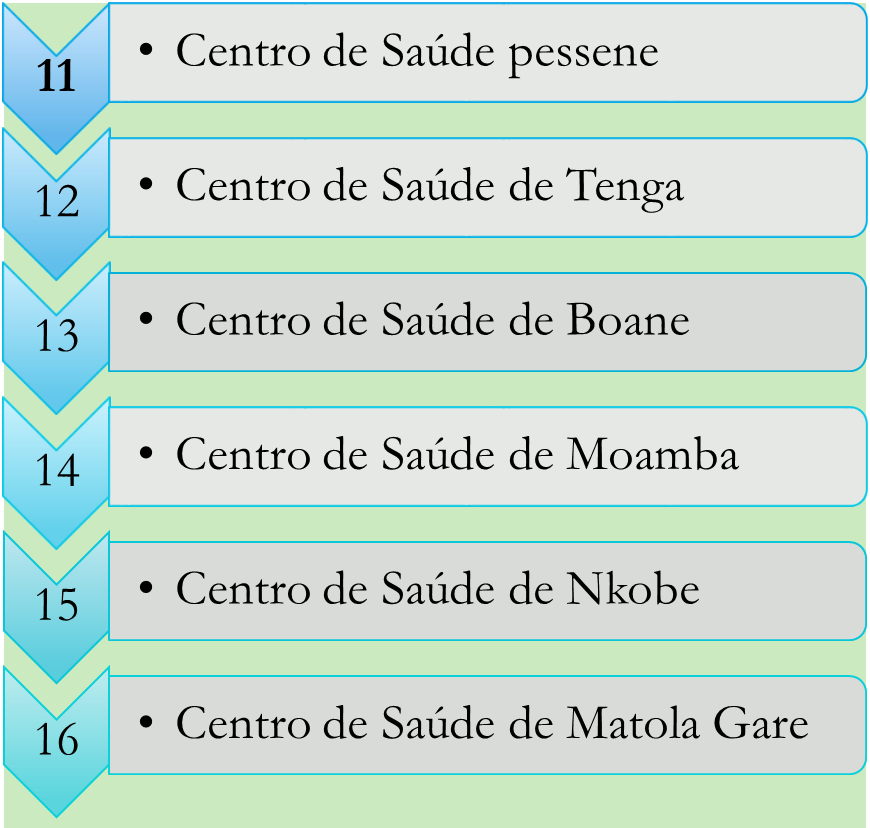 11 • Centro de Saúde pessene
12 • Centro de Saúde de Tenga
13 • Centro de Saúde de Boane
14 • Centro de Saúde de Moamba
15 • Centro de Saúde de Nkobe
16 • Centro de Saúde de Matola Gare